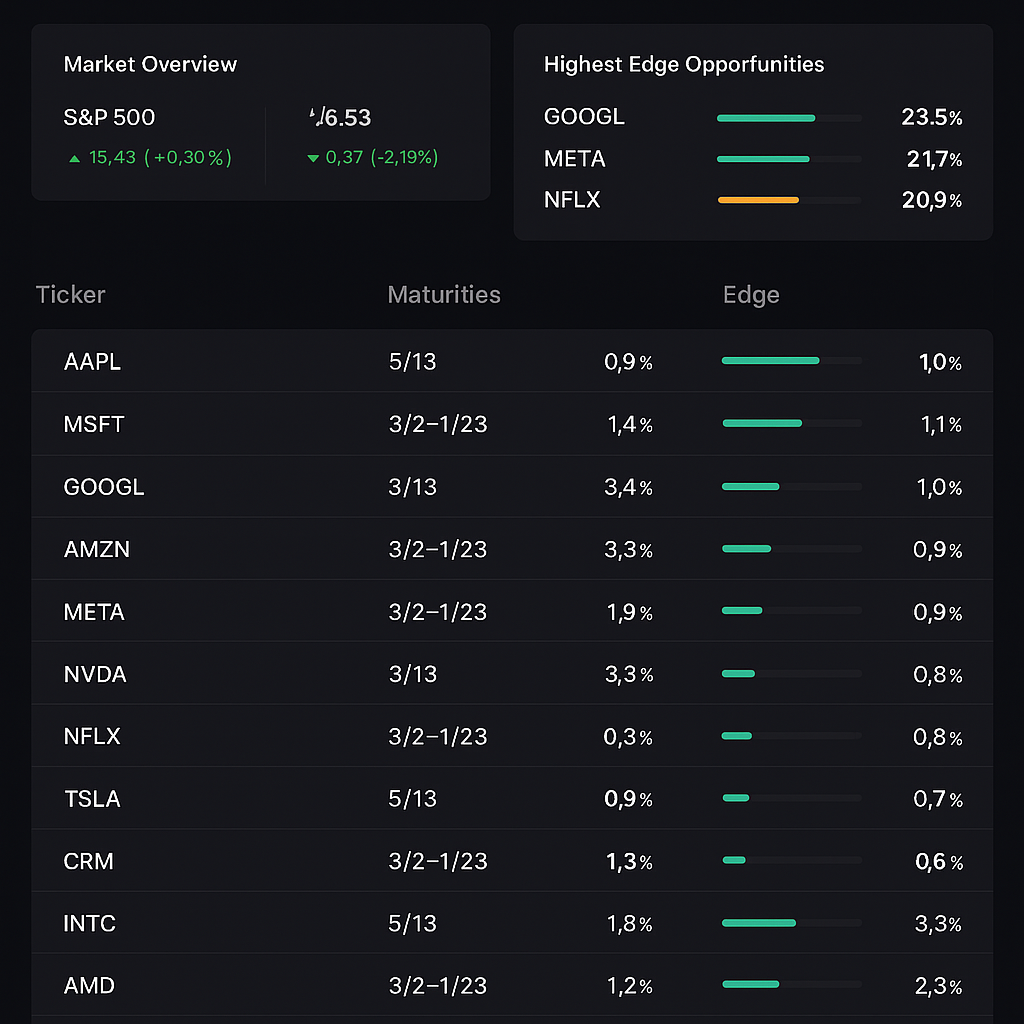 Market Overview
S&P 500
▲ 15,43 (+0,30%)
/6.53
▼ 0,37 (-2,19%)
Highest Edge Opporfunities
GOOGL 23.5%
META 21,7%
NFLX 20,9%
Ticker Maturities Edge
AAPL 5/13 0,9% 1,0%
MSFT 3/2–1/23 1,4% 1,1%
GOOGL 3/13 3,4% 1,0%
AMZN 3/2–1/23 3,3% 0,9%
META 3/2–1/23 1,9% 0,9%
NVDA 3/13 3,3% 0,8%
NFLX 3/2–1/23 0,3% 0,8%
TSLA 5/13 0,9% 0,7%
CRM 3/2–1/23 1,3% 0,6%
INTC 5/13 1,8% 3,3%
AMD 3/2–1/23 1,2% 2,3%